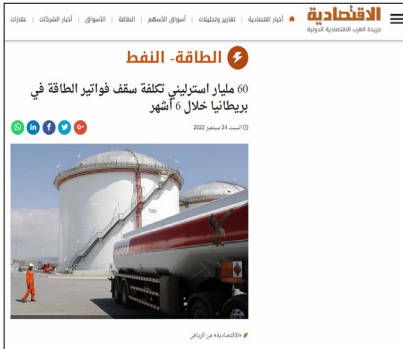 الاقتصادية
جريدة العرب الاقتصادية الدولية
أخبار اقتصادية | تقارير وتحليلات | أسواق الأسهم | الطاقة | الأسواق | أخبار الشركات | عقارات
الطاقة- النفط
60 مليار استرليني تكلفة سقف فواتير الطاقة في
بريطانيا خلال 6 أشهر
السبت 24 سبتمبر 2022
«الاقتصادية» من الرياض